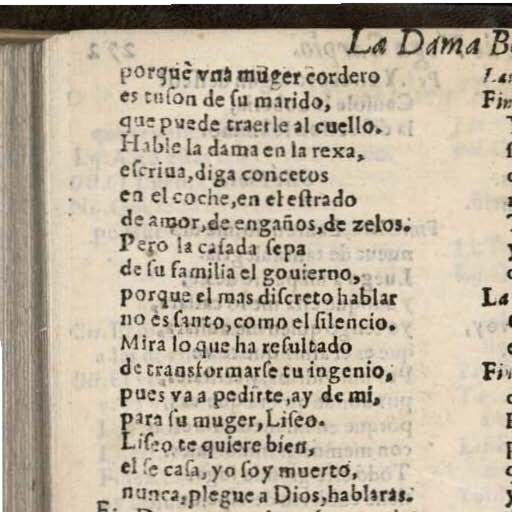 La Dama B
porquè vna muger cordero
es tusón de su marido,
que puede traerle al cuello.
Hable la dama en la rexa,
escriua, diga concetos
en el coche, en el estrado
de amor, de engaños, de zelos.
Pero la casada sepa
de su familia el gouierno,
porque el mas discreto hablar
no es santo, como el silencio.
Mira lo que ha resultado
de transformarse tu ingenio,
pues va a pedirte, ay de mi,
para su muger, Liseo.
Liseo te quiere bien,
el se casa, yo soy muerto,
nunca, plegue a Dios, hablaras.
La
Fin